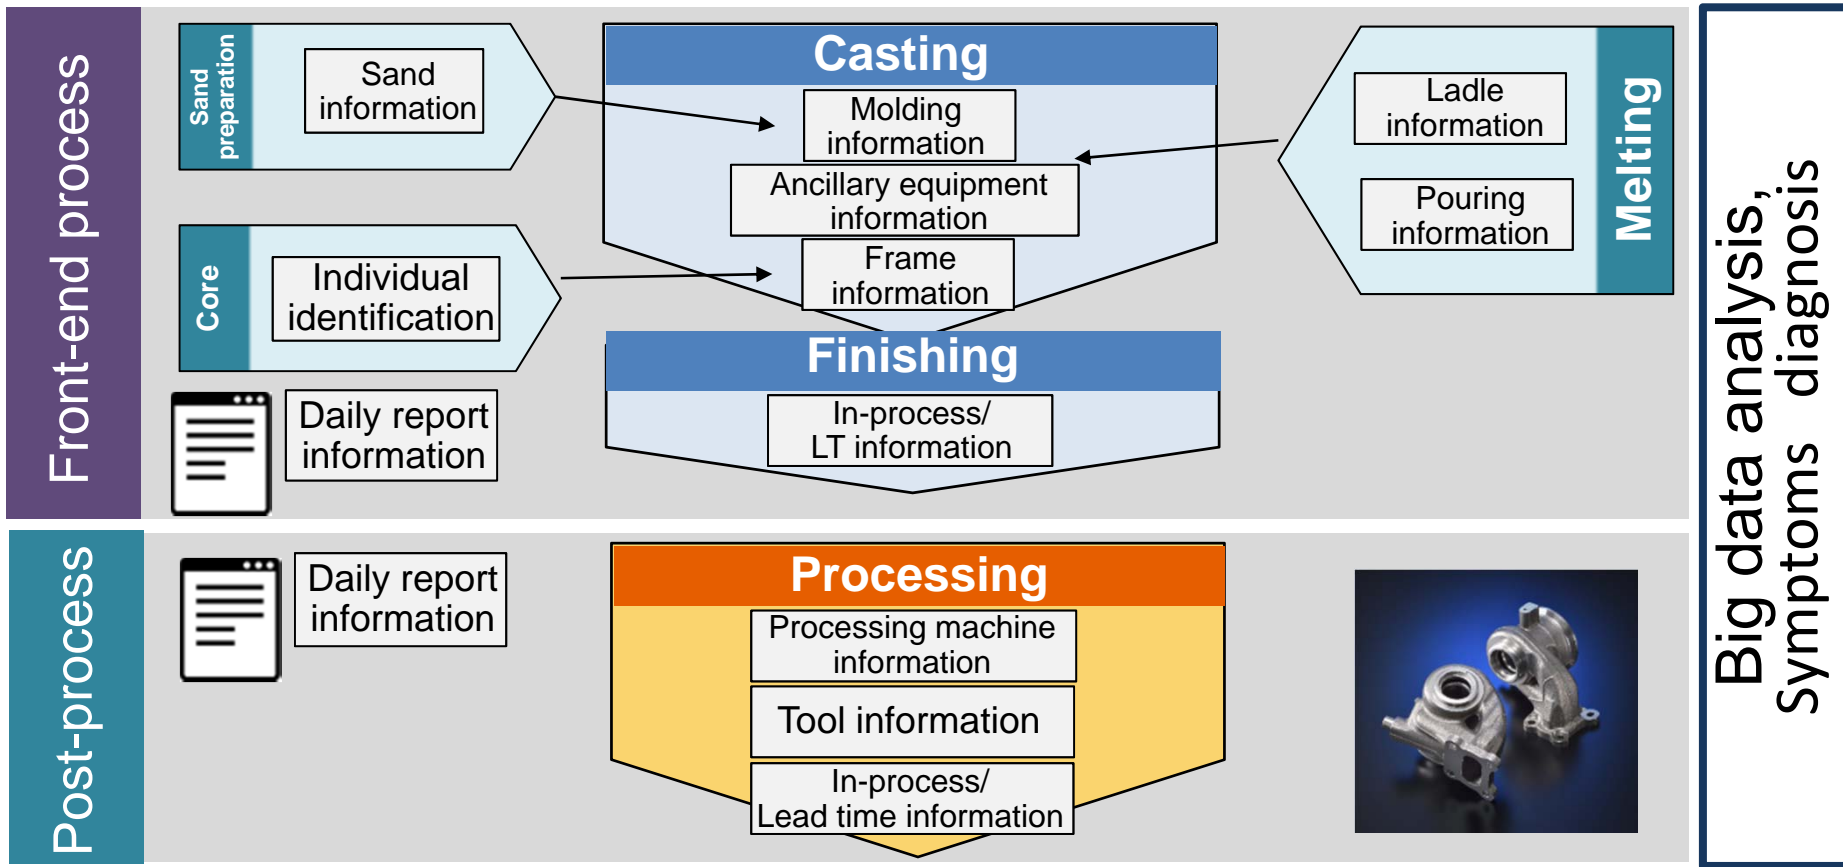 Front-end process
Sand
preparation
Sand
information
Core
Individual
identification
Daily report
information
Casting
Molding
information
Ancillary equipment
information
Frame
information
Finishing
In-process/
LT information
Ladle
information
Pouring
information
Melting
Post-process
Daily report
information
Processing
Processing machine
information
Tool information
In-process/
Lead time information
Big data analysis,
Symptoms diagnosis